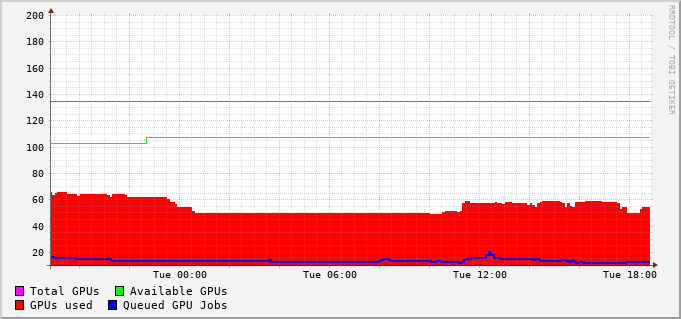 200
180
160
140
120
100
80
60
40
20
Tue 00:00 Tue 06:00 Tue 12:00 Tue 18:00
Total GPUs Available GPUs
GPUs used Queued GPU Jobs
RRDTOOL / TOBI OETIKER